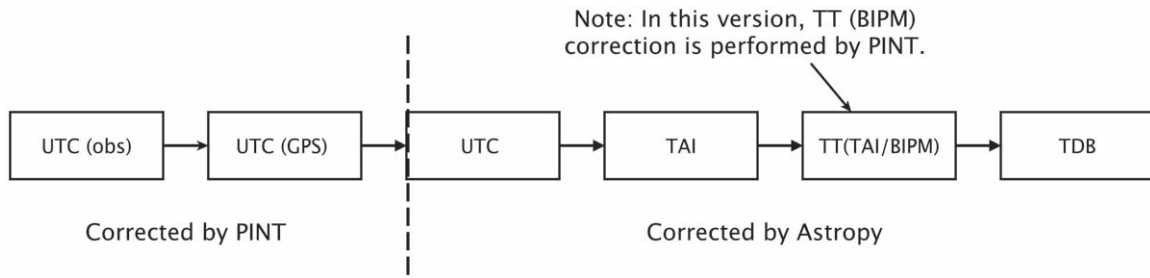 Note: In this version, TT (BIPM)
correction is performed by PINT.
UTC (obs)
UTC (GPS)
UTC
TAI
TT(TAI/BIPM)
TDB
Corrected by PINT
Corrected by Astropy